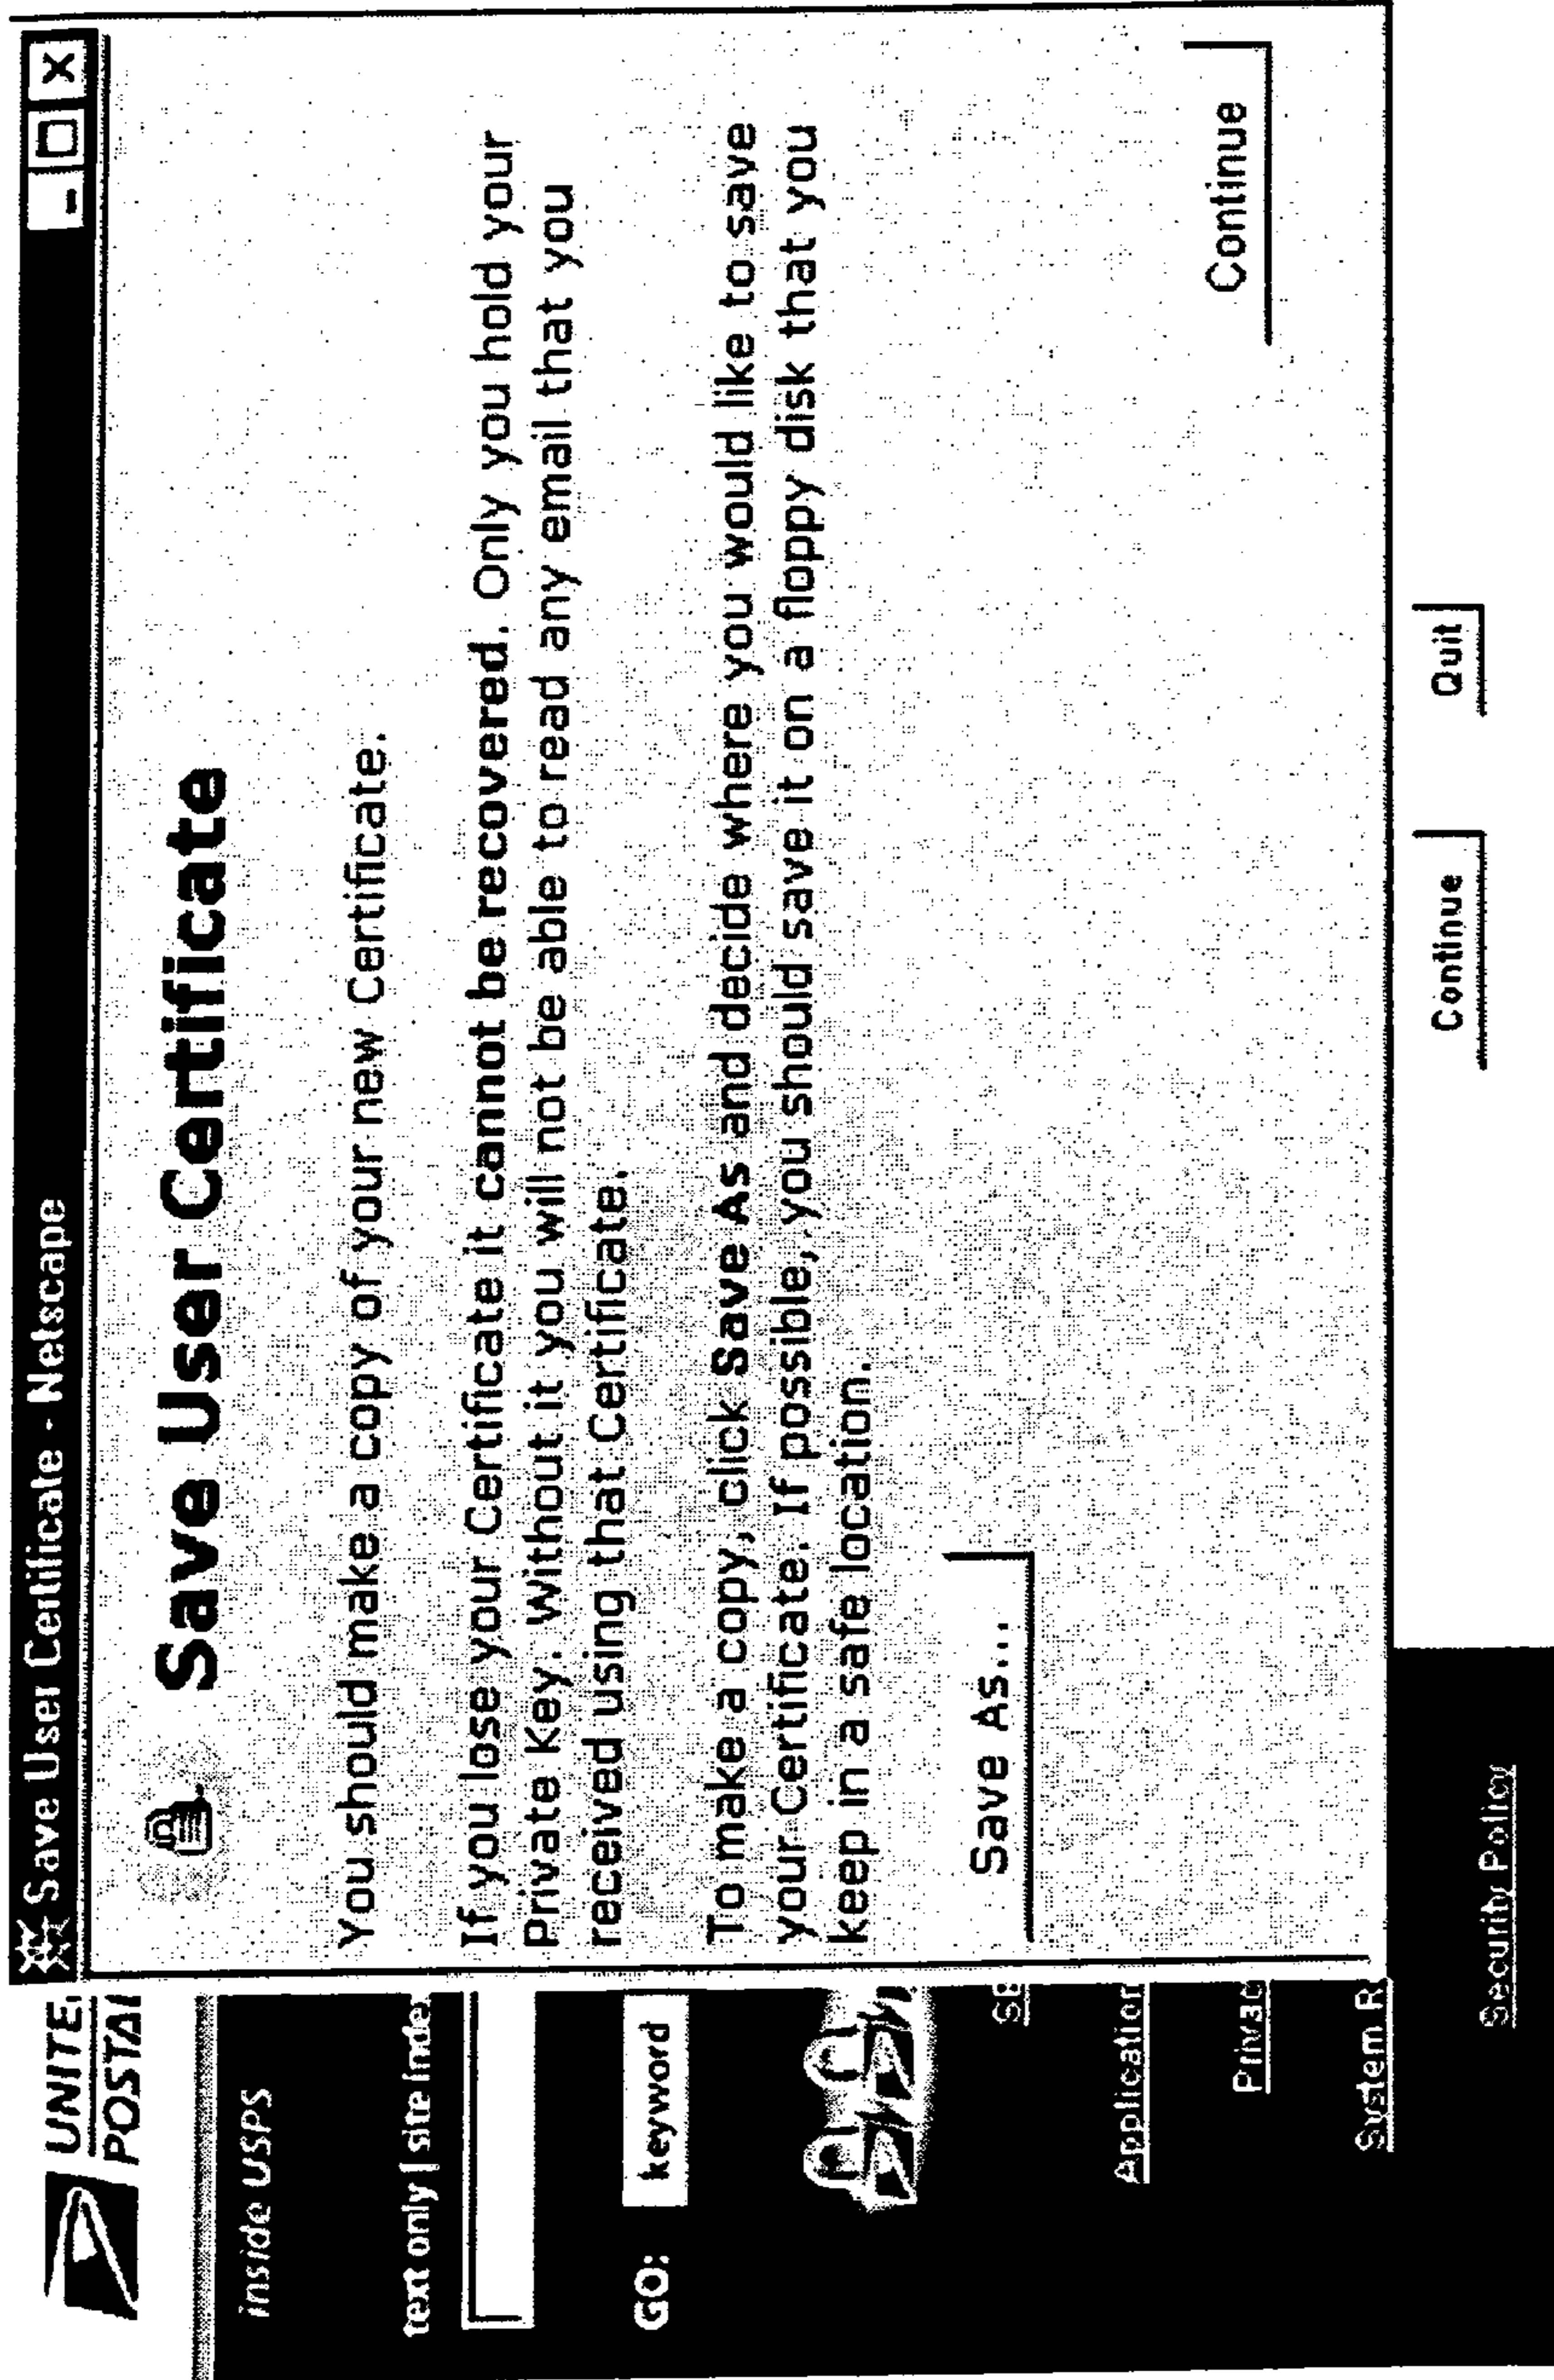 Save User Certificate - Netscape
UNITE
POSTAL
inside USPS
text only | site inde
GO: keyword
Application
Privac
System R
Security Policy
Save User Certificate
You should make a copy of your new Certificate.
If you lose your Certificate it cannot be recovered. Only you hold your
Private Key. Without it you will not be able to read any email that you
received using that Certificate.
To make a copy, click Save As and decide where you would like to save
your Certificate. If possible, you should save it on a floppy disk that you
keep in a safe location.
Save As...
Continue
Continue
Quit